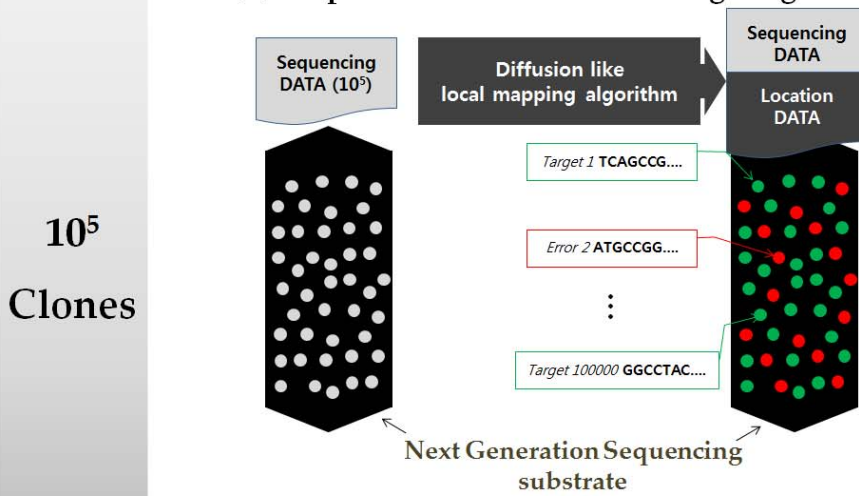 Sequencing
DATA (10⁵)
Diffusion like
local mapping algorithm
Sequencing
DATA
Location
DATA
Target 1 TCAGCCG....
10⁵
Clones
Error 2 ATGCCGG....
Target 100000 GGCCTAC....
Next Generation Sequencing
substrate